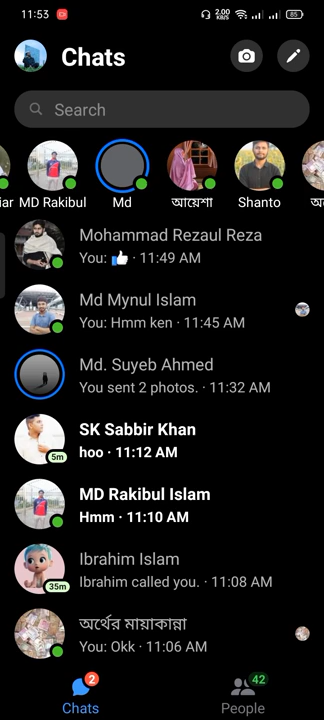 11:53
2.00 KB/S
85
Chats
Search
iar
MD Rakibul
Md
আয়েশা
Shanto
Mohammad Rezaul Reza
You: 👍 · 11:49 AM
Md Mynul Islam
You: Hmm ken · 11:45 AM
Md. Suyeb Ahmed
You sent 2 photos. · 11:32 AM
SK Sabbir Khan
hoo · 11:12 AM
5m
MD Rakibul Islam
Hmm · 11:10 AM
Ibrahim Islam
Ibrahim called you. · 11:08 AM
35m
অর্থের মায়াকান্না
You: Okk · 11:06 AM
2
42
Chats
People